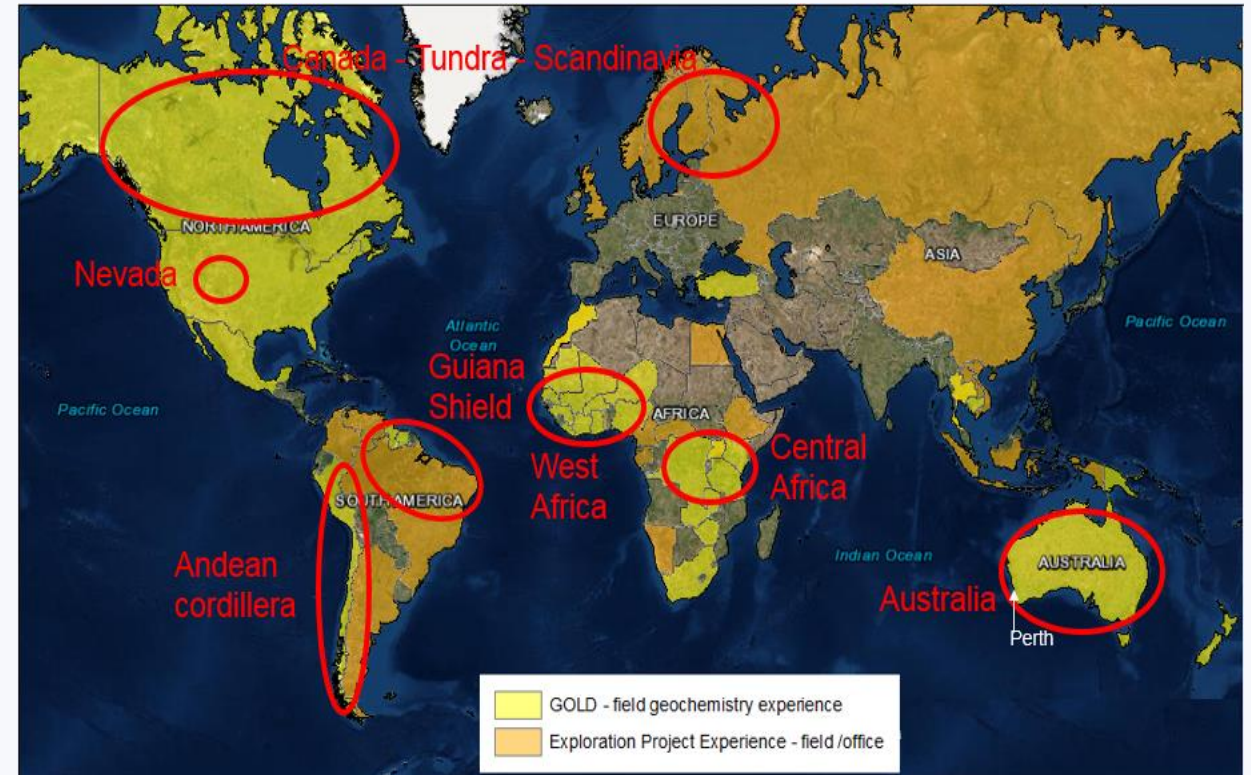 Canada - Tundra - Scandinavia
NORTH AMERICA
EUROPE
ASIA
Nevada
Atlantic
Ocean
Pacific Ocean
Guiana
Shield
Pacific Ocean
AFRICA
Central
Africa
West
Africa
SOUTH AMERICA
Indian Ocean
AUSTRALIA
Andean
cordillera
Australia
Perth
GOLD - field geochemistry experience
Exploration Project Experience - field /office